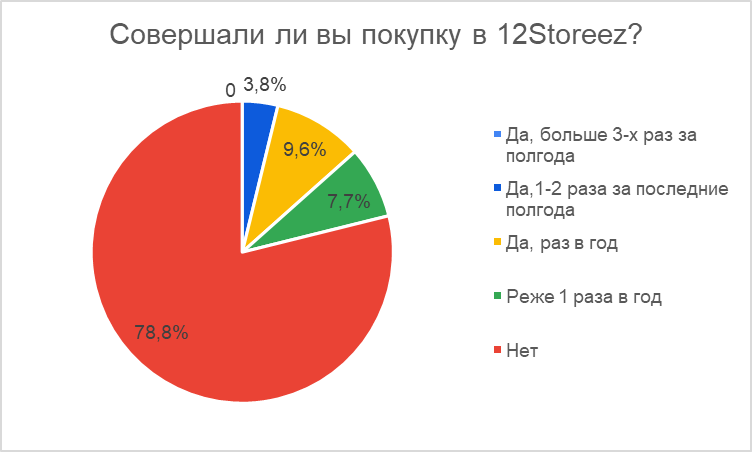 Совершали ли вы покупку в 12Storeez?
0
3,8%
9,6%
7,7%
78,8%
Да, больше 3-х раз за
полгода
Да,1-2 раза за последние
полгода
Да, раз в год
Реже 1 раза в год
Нет